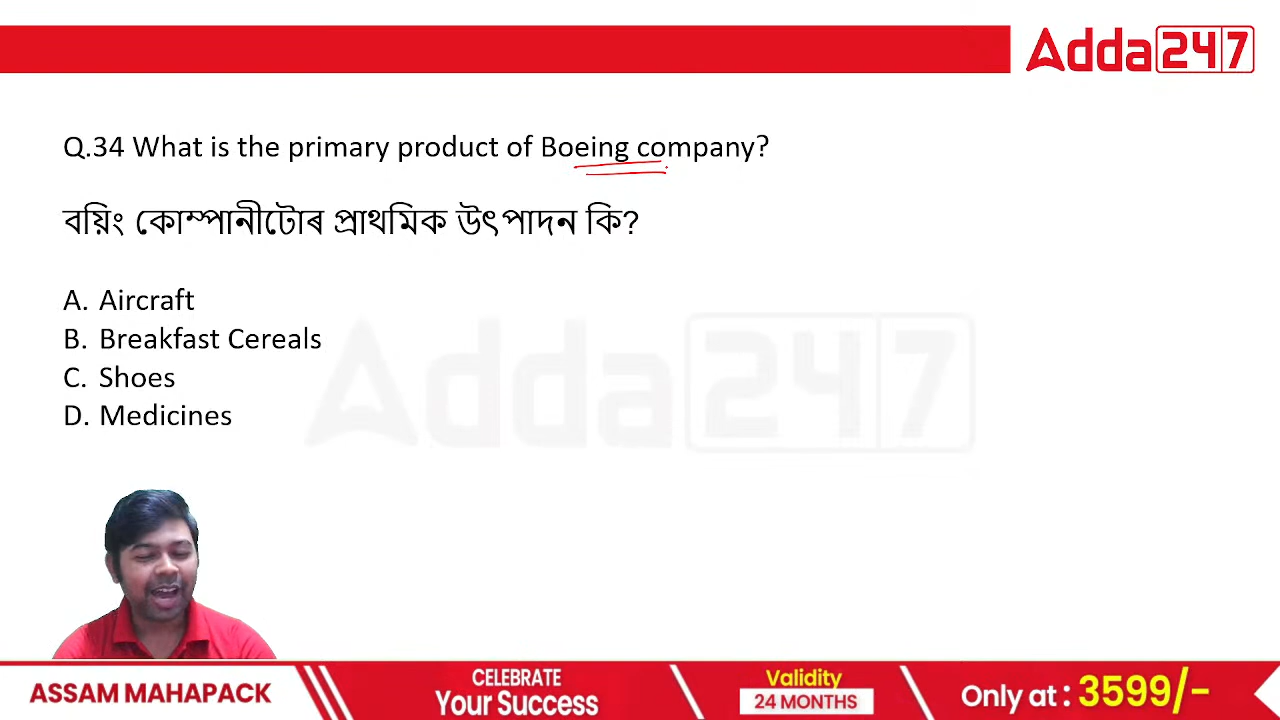 Adda247
Q.34 What is the primary product of Boeing company?
বয়িং কোম্পানীটোৰ প্ৰাথমিক উৎপাদন কি?
A. Aircraft
B. Breakfast Cereals
C. Shoes
D. Medicines
Adda247
ASSAM MAHAPACK
CELEBRATE
Your Success
Validity
24 MONTHS
Only at : 3599/-